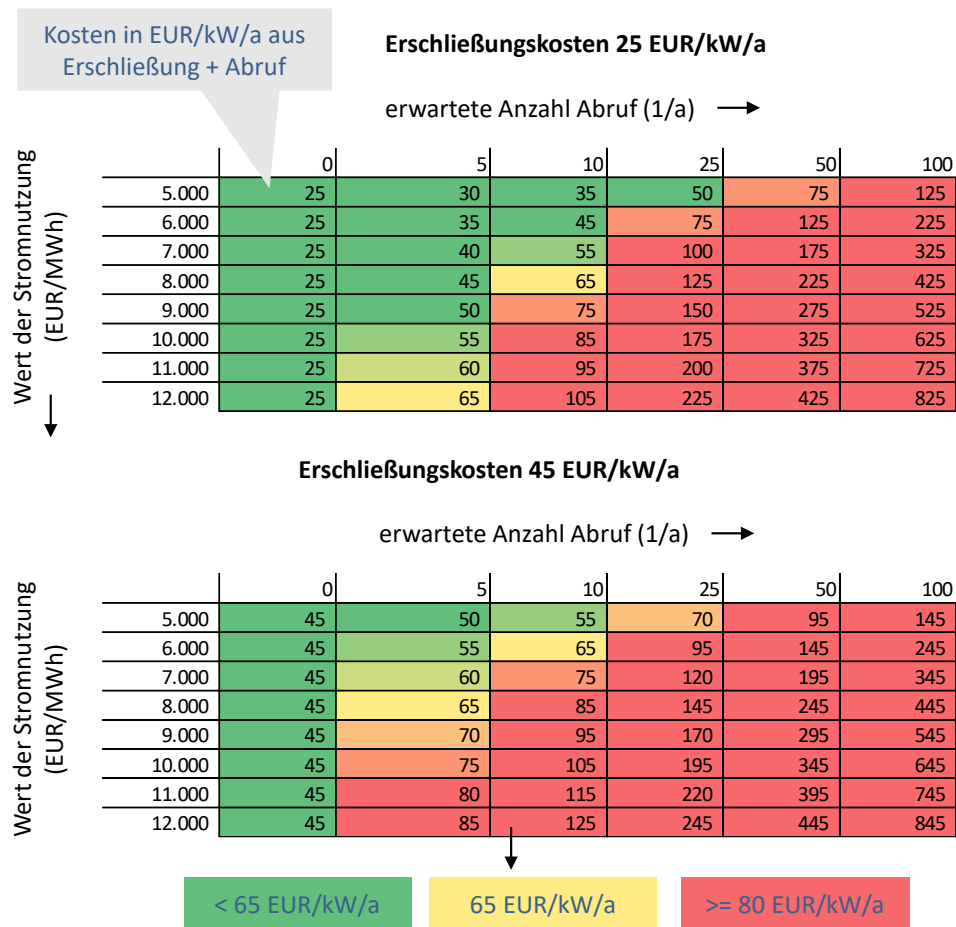 Kosten in EUR/kW/a aus
Erschließung + Abruf
Erschließungskosten 25 EUR/kW/a
erwartete Anzahl Abruf (1/a)
Wert der Stromnutzung
(EUR/MWh)
0 5 10 25 50 100
5.000 25 30 35 50 75 125
6.000 25 35 45 75 125 225
7.000 25 40 55 100 175 325
8.000 25 45 65 125 225 425
9.000 25 50 75 150 275 525
10.000 25 55 85 175 325 625
11.000 25 60 95 200 375 725
12.000 25 65 105 225 425 825
Erschließungskosten 45 EUR/kW/a
erwartete Anzahl Abruf (1/a)
Wert der Stromnutzung
(EUR/MWh)
0 5 10 25 50 100
5.000 45 50 55 70 95 145
6.000 45 55 65 95 145 245
7.000 45 60 75 120 195 345
8.000 45 65 85 145 245 445
9.000 45 70 95 170 295 545
10.000 45 75 105 195 345 645
11.000 45 80 115 220 395 745
12.000 45 85 125 245 445 845
< 65 EUR/kW/a 65 EUR/kW/a >= 80 EUR/kW/a